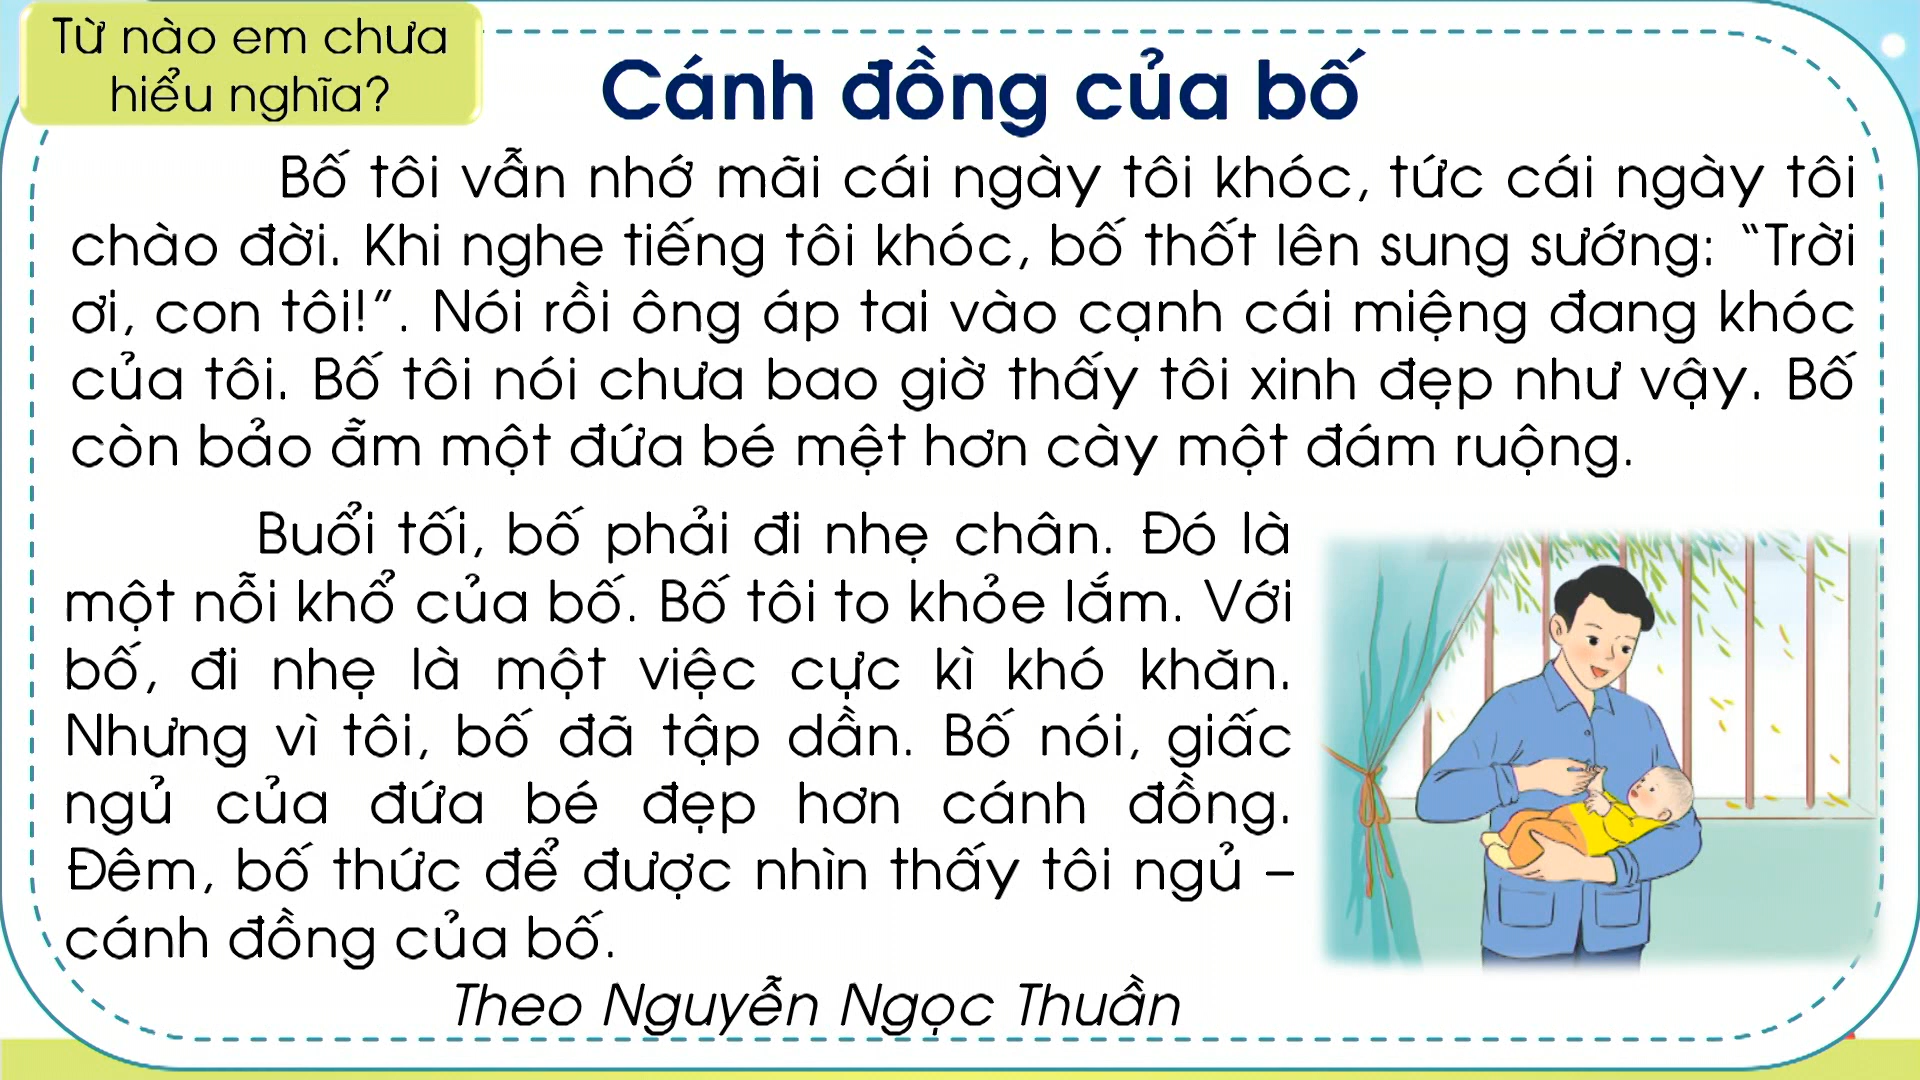 Từ nào em chưa
hiểu nghĩa?
Cánh đồng của bố
Bố tôi vẫn nhớ mãi cái ngày tôi khóc, tức cái ngày tôi
chào đời. Khi nghe tiếng tôi khóc, bố thốt lên sung sướng: “Trời
ơi, con tôi!”. Nói rồi ông áp tai vào cạnh cái miệng đang khóc
của tôi. Bố tôi nói chưa bao giờ thấy tôi xinh đẹp như vậy. Bố
còn bảo ẵm một đứa bé mệt hơn cày một đám ruộng.
Buổi tối, bố phải đi nhẹ chân. Đó là
một nỗi khổ của bố. Bố tôi to khỏe lắm. Với
bố, đi nhẹ là một việc cực kì khó khăn.
Nhưng vì tôi, bố đã tập dần. Bố nói, giấc
ngủ của đứa bé đẹp hơn cánh đồng.
Đêm, bố thức để được nhìn thấy tôi ngủ –
cánh đồng của bố.
Theo Nguyễn Ngọc Thuần